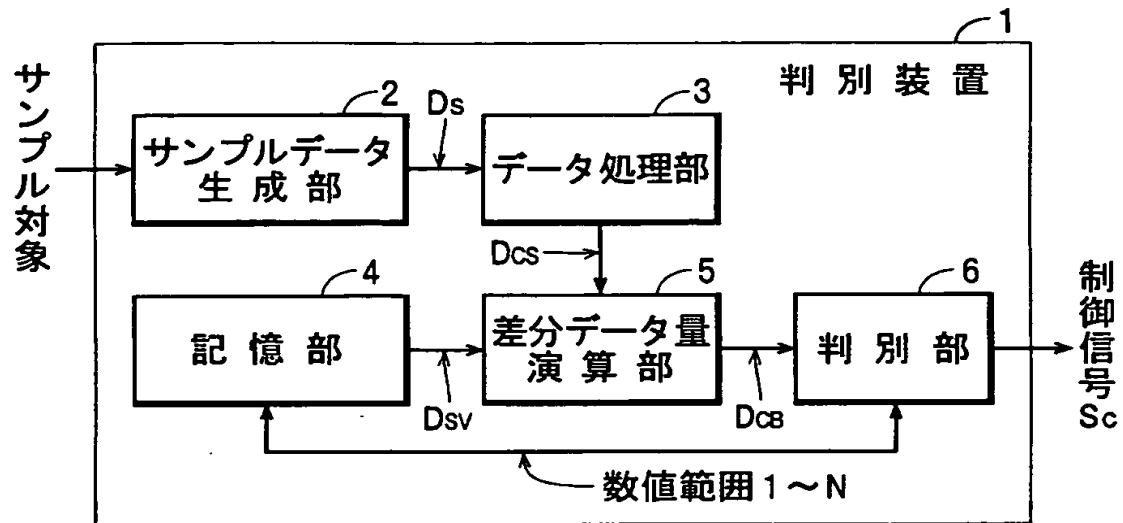 1
判別装置
サンプル対象
2
サンプルデータ
生成部
DS
3
データ処理部
DCS
4
記憶部
DSV
5
差分データ量
演算部
DCB
6
判別部
制御信号Sc
数値範囲1〜N